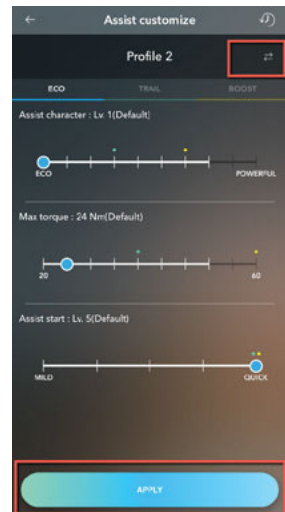 Assist customize
Profile 2
ECO TRAIL BOOST
Assist character : Lv. 1(Default)
ECO POWERFUL
Max torque : 24 Nm(Default)
20 60
Assist start : Lv. 5(Default)
MILD QUICK
APPLY